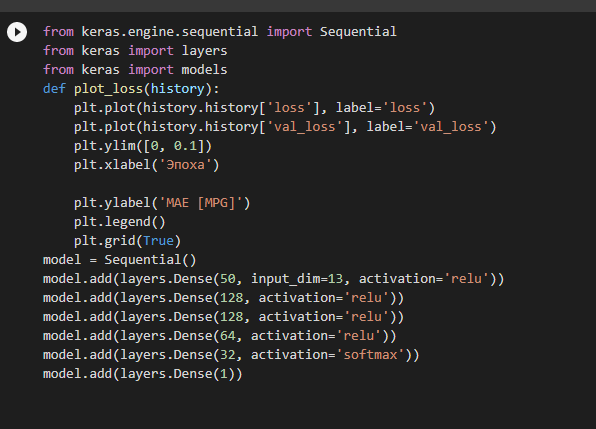 from keras.engine.sequential import Sequential
from keras import layers
from keras import models
def plot_loss(history):
    plt.plot(history.history['loss'], label='loss')
    plt.plot(history.history['val_loss'], label='val_loss')
    plt.ylim([0, 0.1])
    plt.xlabel('Эпоха')

    plt.ylabel('MAE [MPG]')
    plt.legend()
    plt.grid(True)
model = Sequential()
model.add(layers.Dense(50, input_dim=13, activation='relu'))
model.add(layers.Dense(128, activation='relu'))
model.add(layers.Dense(128, activation='relu'))
model.add(layers.Dense(64, activation='relu'))
model.add(layers.Dense(32, activation='softmax'))
model.add(layers.Dense(1))